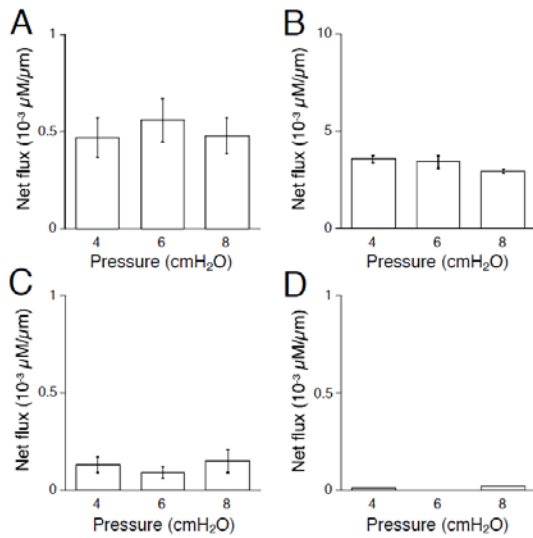 A
Net flux (10⁻³ µM/µm)
1
0.5
0
4 6 8
Pressure (cmH₂O)
B
Net flux (10⁻³ µM/µm)
10
5
0
4 6 8
Pressure (cmH₂O)
C
Net flux (10⁻³ µM/µm)
1
0.5
0
4 6 8
Pressure (cmH₂O)
D
Net flux (10⁻³ µM/µm)
1
0.5
0
4 6 8
Pressure (cmH₂O)